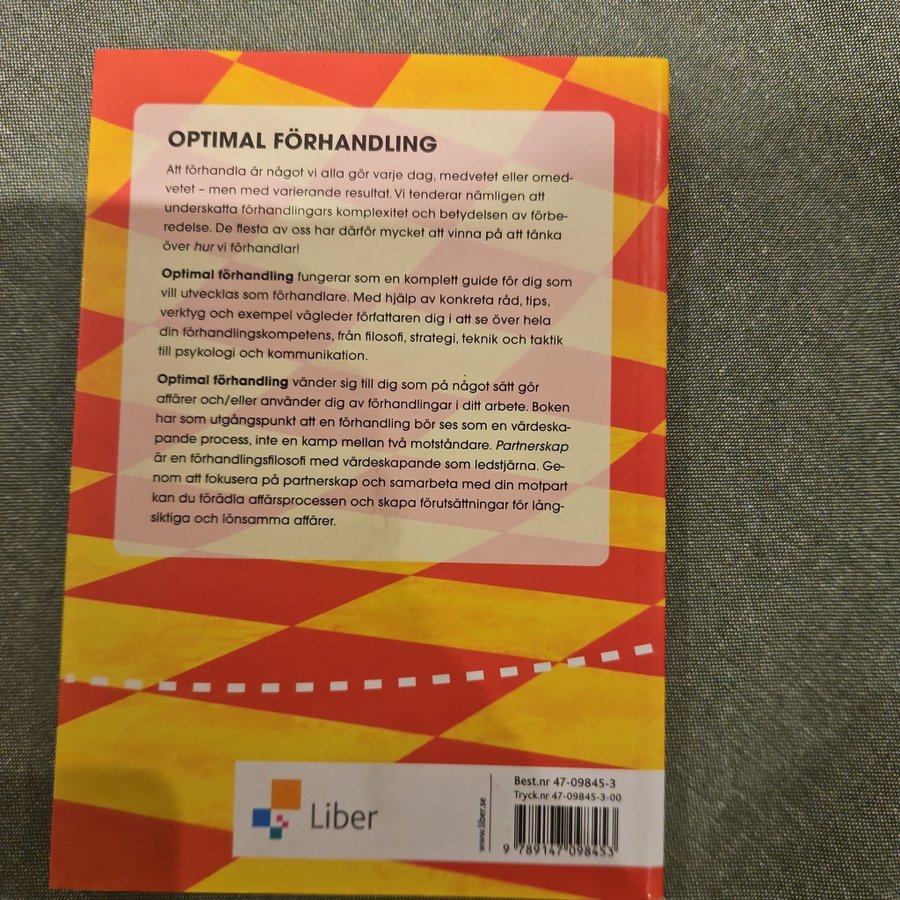 OPTIMAL FÖRHANDLING
Att förhandla är något vi alla gör varje dag, medvetet eller omed-
vetet – men med varierande resultat. Vi tenderar nämligen att
underskatta förhandlingars komplexitet och betydelsen av förbe-
redelse. De flesta av oss har därför mycket att vinna på att tänka
över hur vi förhandlar!
Optimal förhandling fungerar som en komplett guide för dig som
vill utvecklas som förhandlare. Med hjälp av konkreta råd, tips,
verktyg och exempel vägleder författaren dig i att se över hela
din förhandlingskompetens, från filosofi, strategi, teknik och taktik
till psykologi och kommunikation.
Optimal förhandling vänder sig till dig som på något sätt gör
affärer och/eller använder dig av förhandlingar i ditt arbete. Boken
har som utgångspunkt att en förhandling bör ses som en värdeska-
pande process, inte en kamp mellan två motståndare. Partnerskap
är en förhandlingsfilosofi med värdeskapande som ledstjärna. Ge-
nom att fokusera på partnerskap och samarbeta med din motpart
kan du förädla affärsprocessen och skapa förutsättningar för lång-
siktiga och lönsamma affärer.
Liber
www.liber.se
Best.nr 47-09845-3
Tryck.nr 47-09845-3-00
9 789147 098453